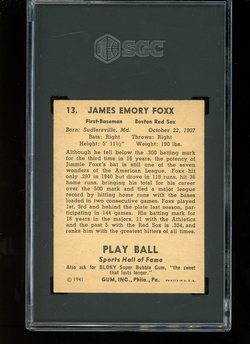 SGC
13. JAMES EMORY FOXX
First-Baseman Boston Red Sox
Born: Sudlersville, Md. October 22, 1907
Bats: Right Throws: Right
Height: 5' 11½" Weight: 190 lbs.
Although he fell below the .300 batting mark
for the third time in 16 years, the potency of
Jimmie Foxx's bat is still one of the seven
wonders of the American League. Foxx hit
only .297 in 1940 but drove in 119 runs, hit 36
home runs, bringing his total for his career
over the 500 mark and tied a major league
record by hitting home runs with the bases
loaded in two consecutive games. Foxx played
1st, 3rd and behind the plate last season, par-
ticipating in 144 games. His batting mark for
16 years in the majors, 11 with the Athletics
and the past 5 with the Red Sox is .334, and
ranks him with the greatest hitters of all times.
PLAY BALL
Sports Hall of Fame
Also ask for BLONY Super Bubble Gum, "the sweet
that lasts longer."
© 1941 GUM, INC., Phila., Pa. PRINTED IN U.S.A.